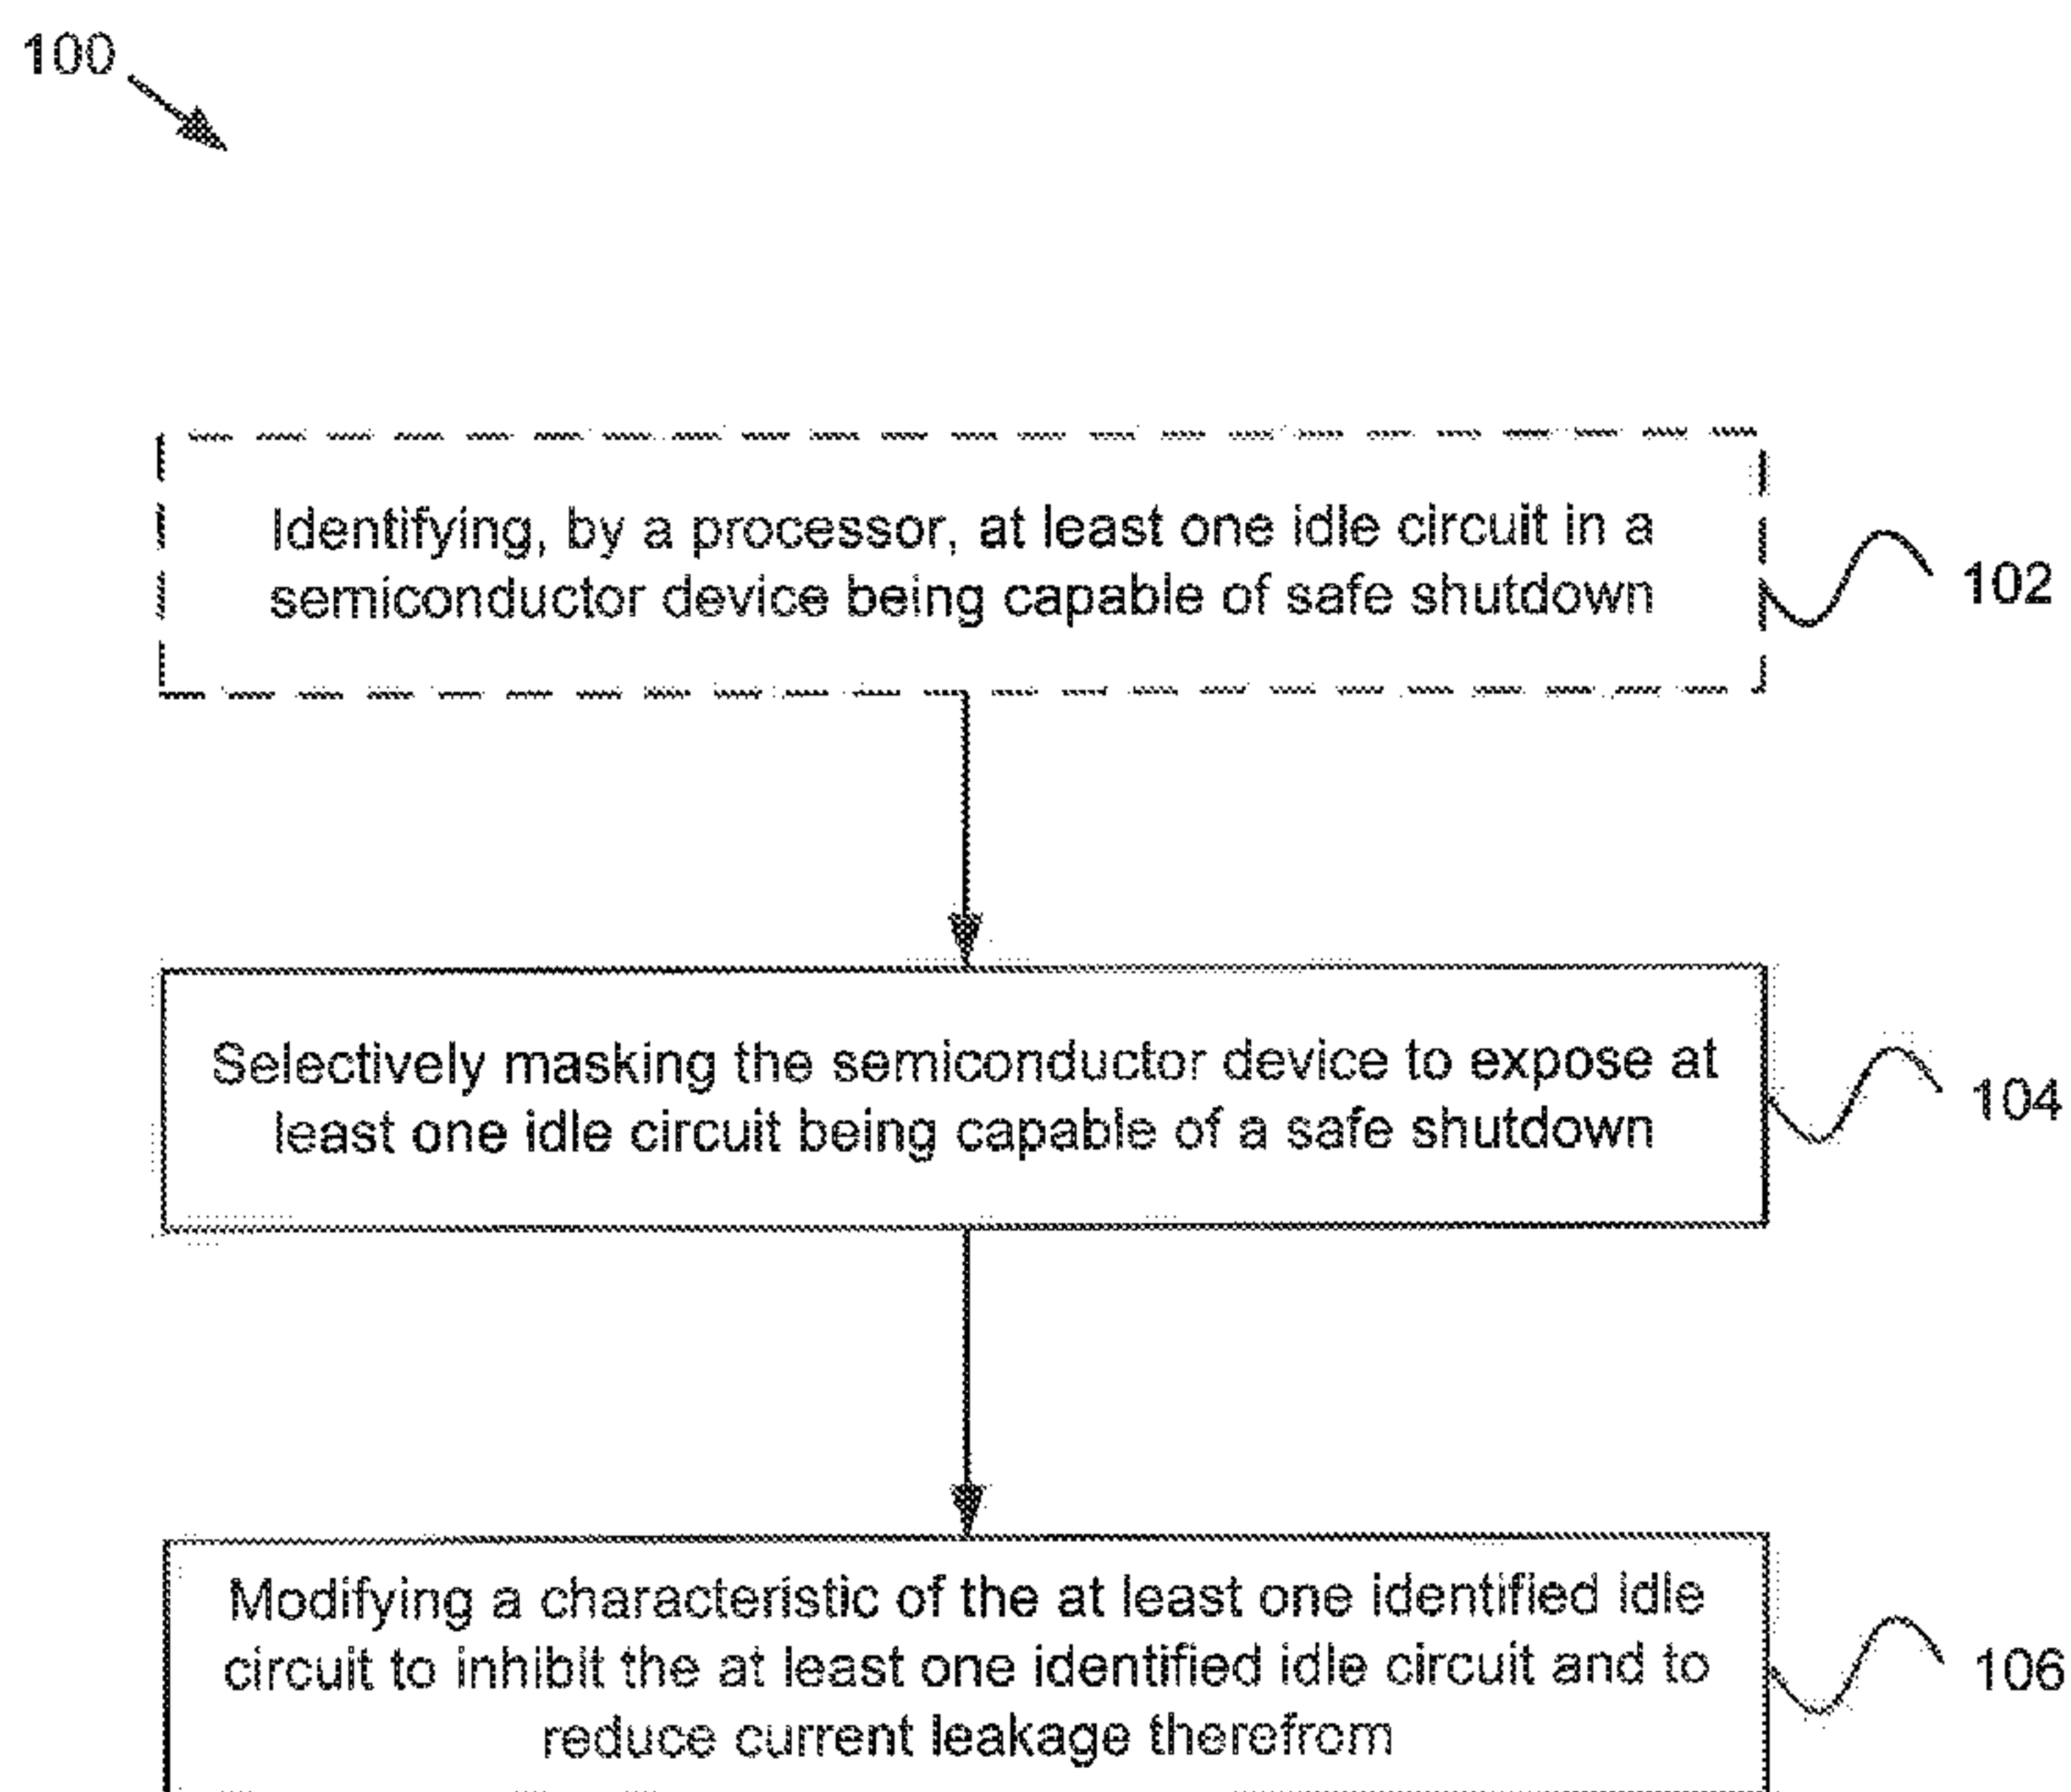 100
Identifying, by a processor, at least one idle circuit in a
semiconductor device being capable of safe shutdown
102
Selectively masking the semiconductor device to expose at
least one idle circuit being capable of a safe shutdown
104
Modifying a characteristic of the at least one identified idle
circuit to inhibit the at least one identified idle circuit and to
reduce current leakage therefrom
106